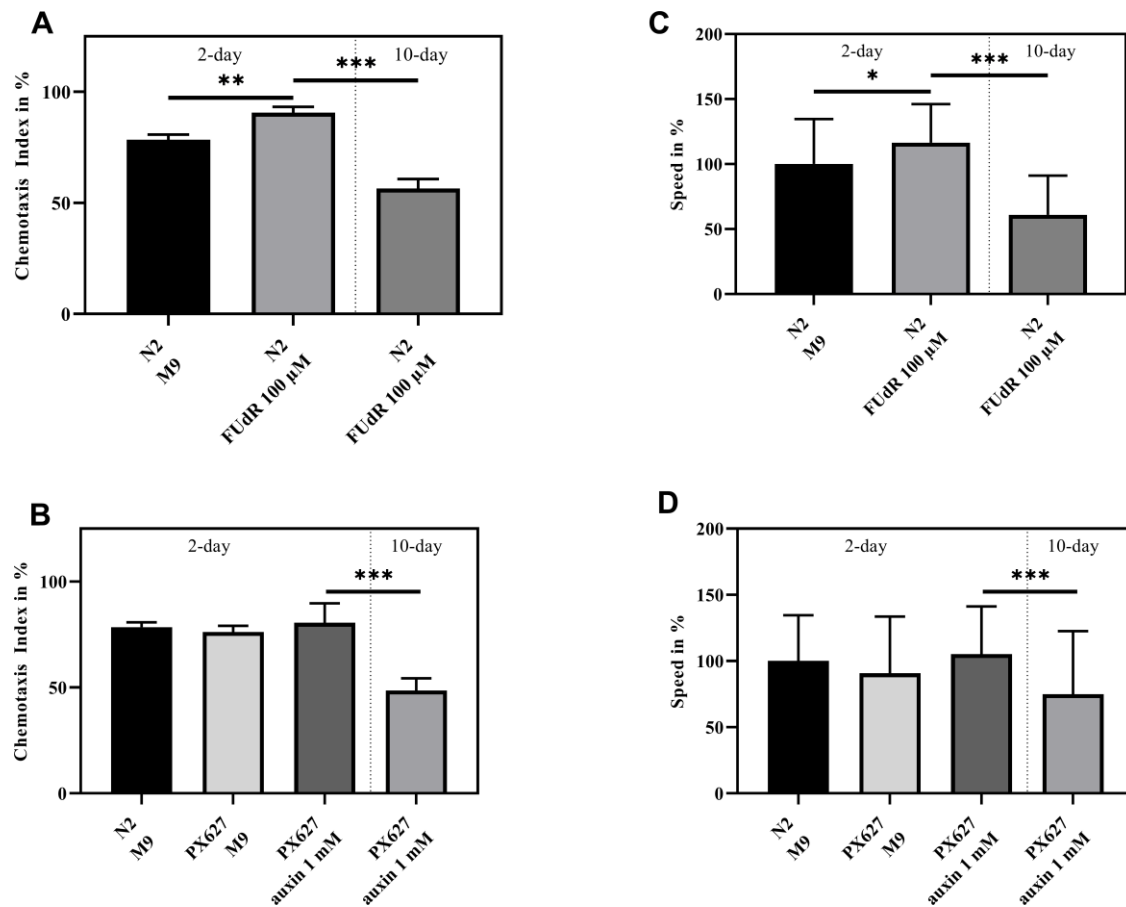 A
Chemotaxis Index in %
100
50
0
2-day
10-day
**
***
N2
M9
N2
FUdR 100 µM
N2
FUdR 100 µM
C
Speed in %
200
150
100
50
0
2-day
10-day
*
***
N2
M9
N2
FUdR 100 µM
N2
FUdR 100 µM
B
Chemotaxis Index in %
100
50
0
2-day
10-day
***
N2
M9
PX627
M9
PX627
auxin 1 mM
PX627
auxin 1 mM
D
Speed in %
200
150
100
50
0
2-day
10-day
***
N2
M9
PX627
M9
PX627
auxin 1 mM
PX627
auxin 1 mM